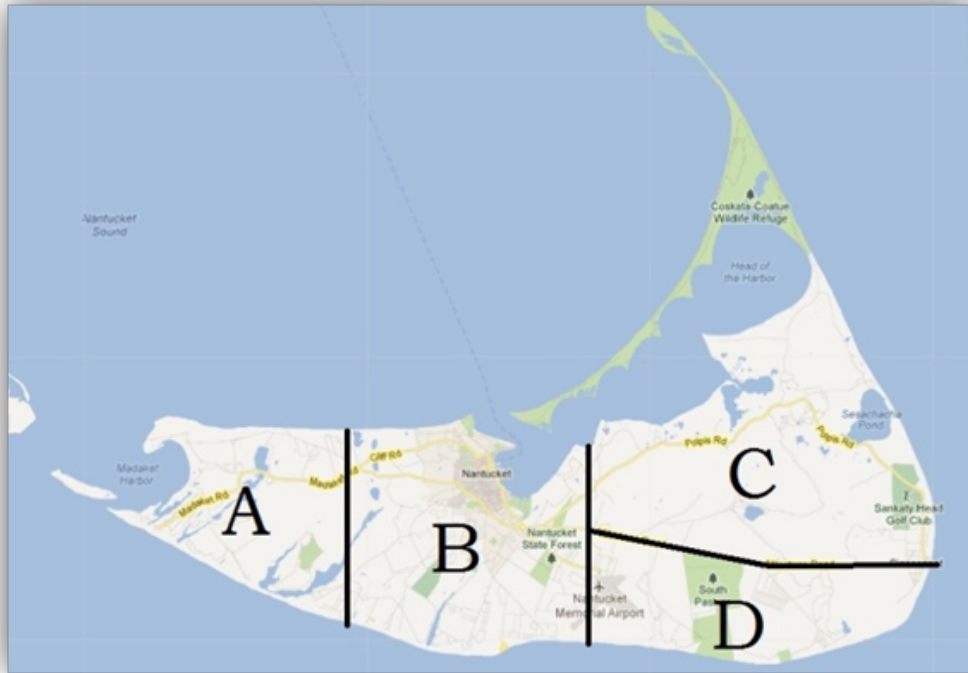 Coskata-Coatue
Wildlife Refuge
Nantucket
Sound
Head of
the Harbor
Sesachacha
Pond
Polpis Rd
Polpis Rd
Cliff Rd
Madaket Rd
Nantucket
Madaket
Harbor
Madaket Rd
A
B
C
Sankaty Head
Golf Club
Nantucket
State Forest
Nantucket
Memorial Airport
South
D